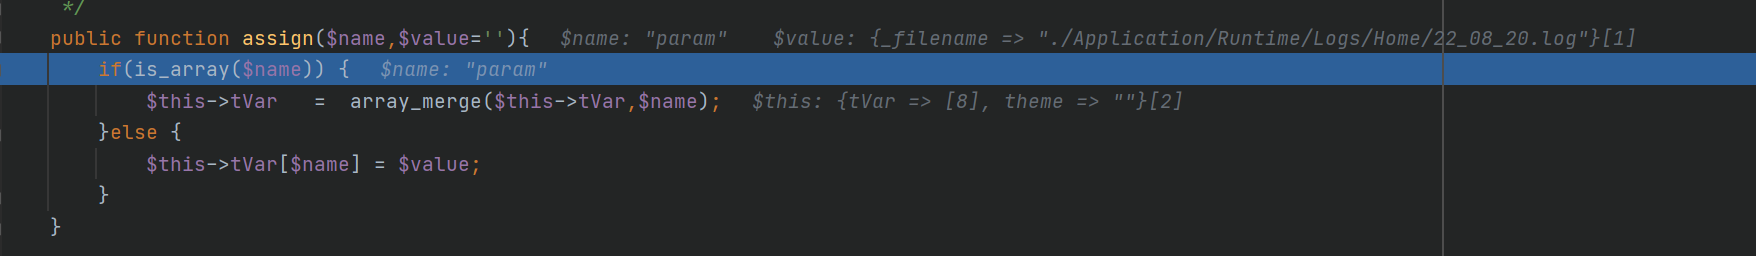 */
public function assign($name,$value=''){   $name: "param"    $value: {_filename => "./Application/Runtime/Logs/Home/22_08_20.log"}[1]
    if(is_array($name)) {   $name: "param"
        $this->tVar   =  array_merge($this->tVar,$name);   $this: {tVar => [8], theme => ""}[2]
    }else {
        $this->tVar[$name] = $value;
    }
}